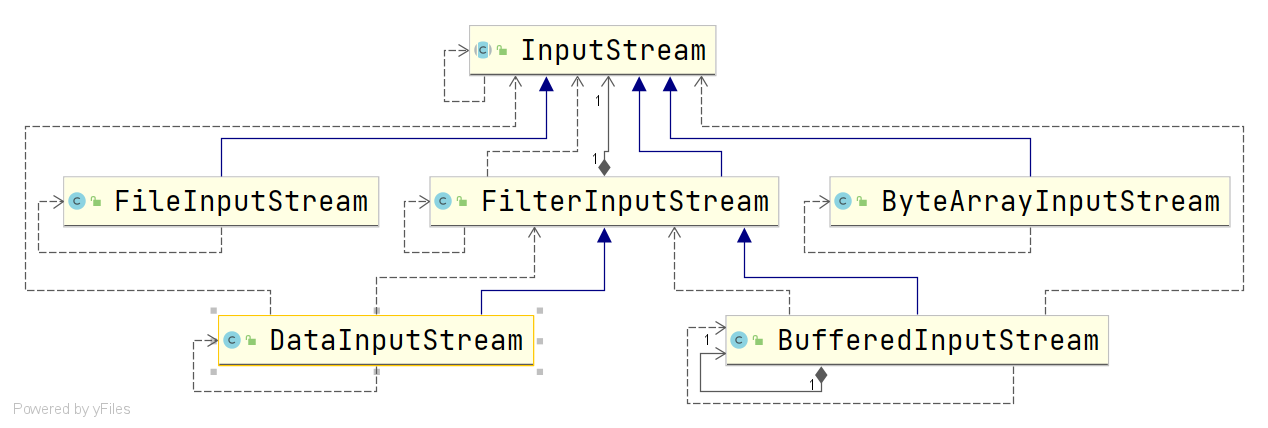 InputStream
1
1
FileInputStream
FilterInputStream
ByteArrayInputStream
DataInputStream
BufferedInputStream
1
1
Powered by yFiles